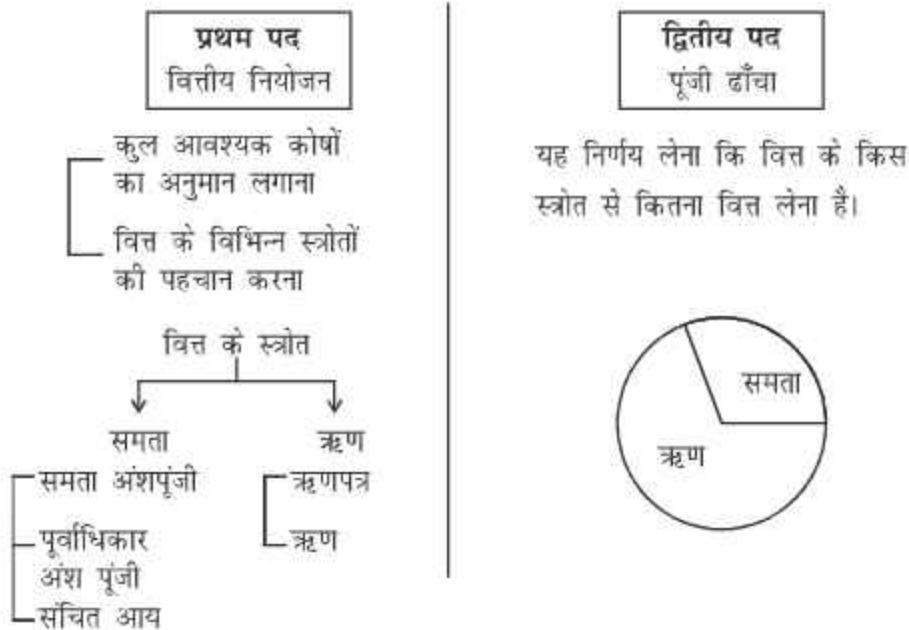 प्रथम पद
वित्तीय नियोजन
कुल आवश्यक कोषों
का अनुमान लगाना
वित्त के विभिन्न स्त्रोतों
की पहचान करना
वित्त के स्त्रोत
समता
समता अंशपूंजी
पूर्वाधिकार
अंश पूंजी
संचित आय
ऋण
ऋणपत्र
ऋण
द्वितीय पद
पूंजी ढाँचा
यह निर्णय लेना कि वित्त के किस
स्त्रोत से कितना वित्त लेना है।
समता
ऋण